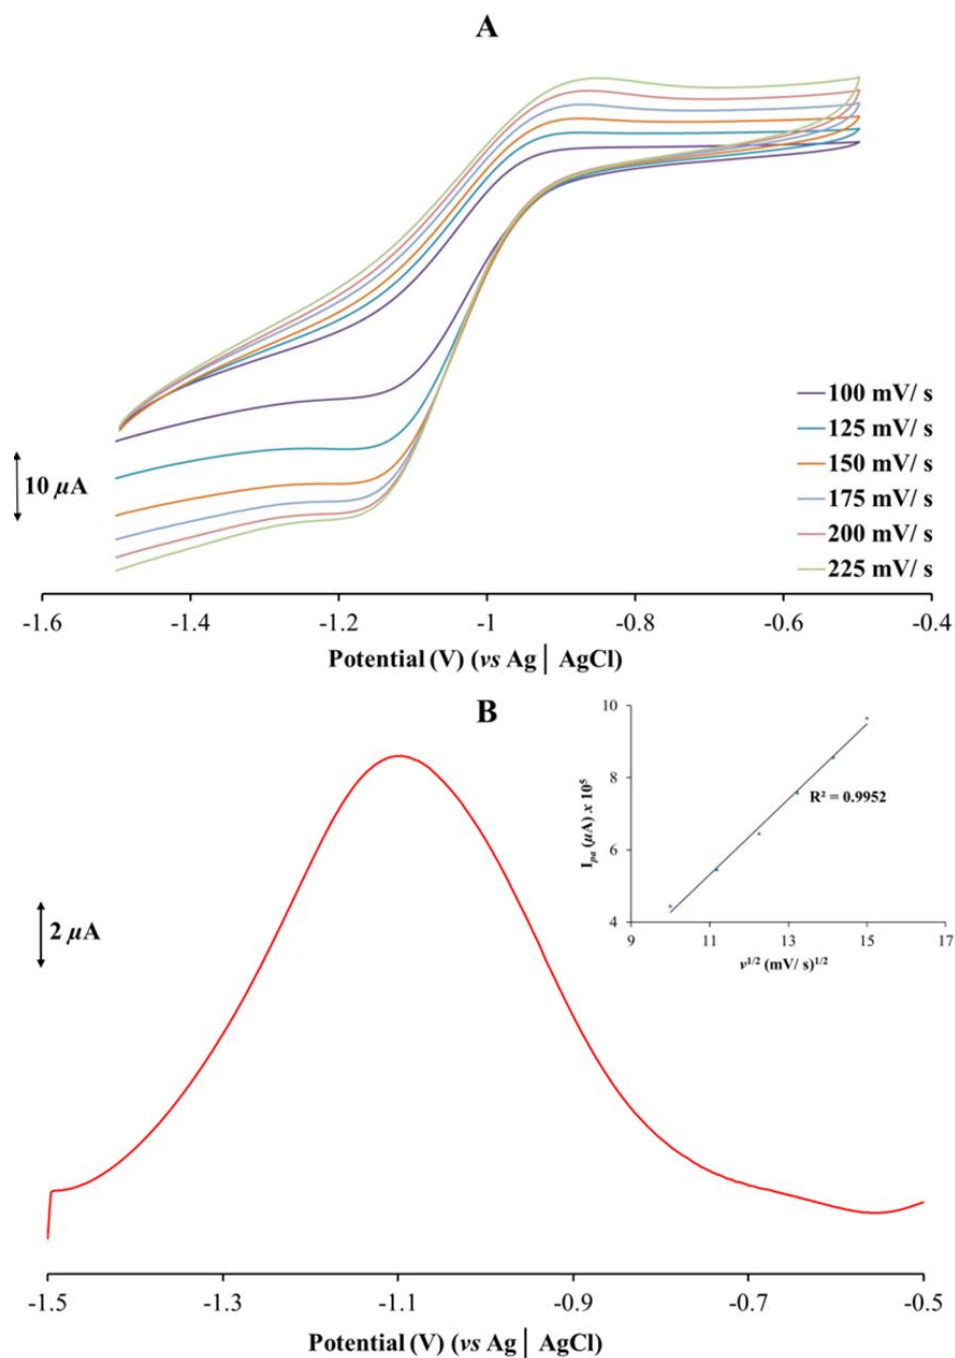 A
100 mV/ s
125 mV/ s
150 mV/ s
175 mV/ s
200 mV/ s
225 mV/ s
10 µA
-1.6 -1.4 -1.2 -1 -0.8 -0.6 -0.4
Potential (V) (vs Ag | AgCl)
B
10
8
6
4
I_pa (µA) x 10⁵
R² = 0.9952
9 11 13 15 17
v^1/2 (mV/ s)^1/2
2 µA
-1.5 -1.3 -1.1 -0.9 -0.7 -0.5
Potential (V) (vs Ag | AgCl)